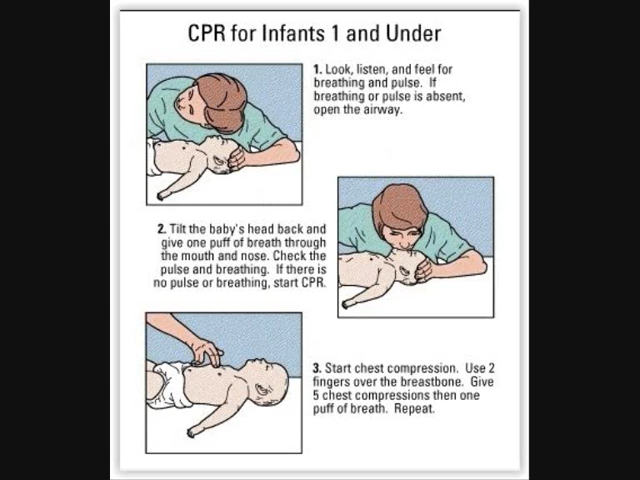 CPR for Infants 1 and Under
1. Look, listen, and feel for
breathing and pulse. If
breathing or pulse is absent,
open the airway.
2. Tilt the baby's head back and
give one puff of breath through
the mouth and nose. Check the
pulse and breathing. If there is
no pulse or breathing, start CPR.
3. Start chest compression. Use 2
fingers over the breastbone. Give
5 chest compressions then one
puff of breath. Repeat.